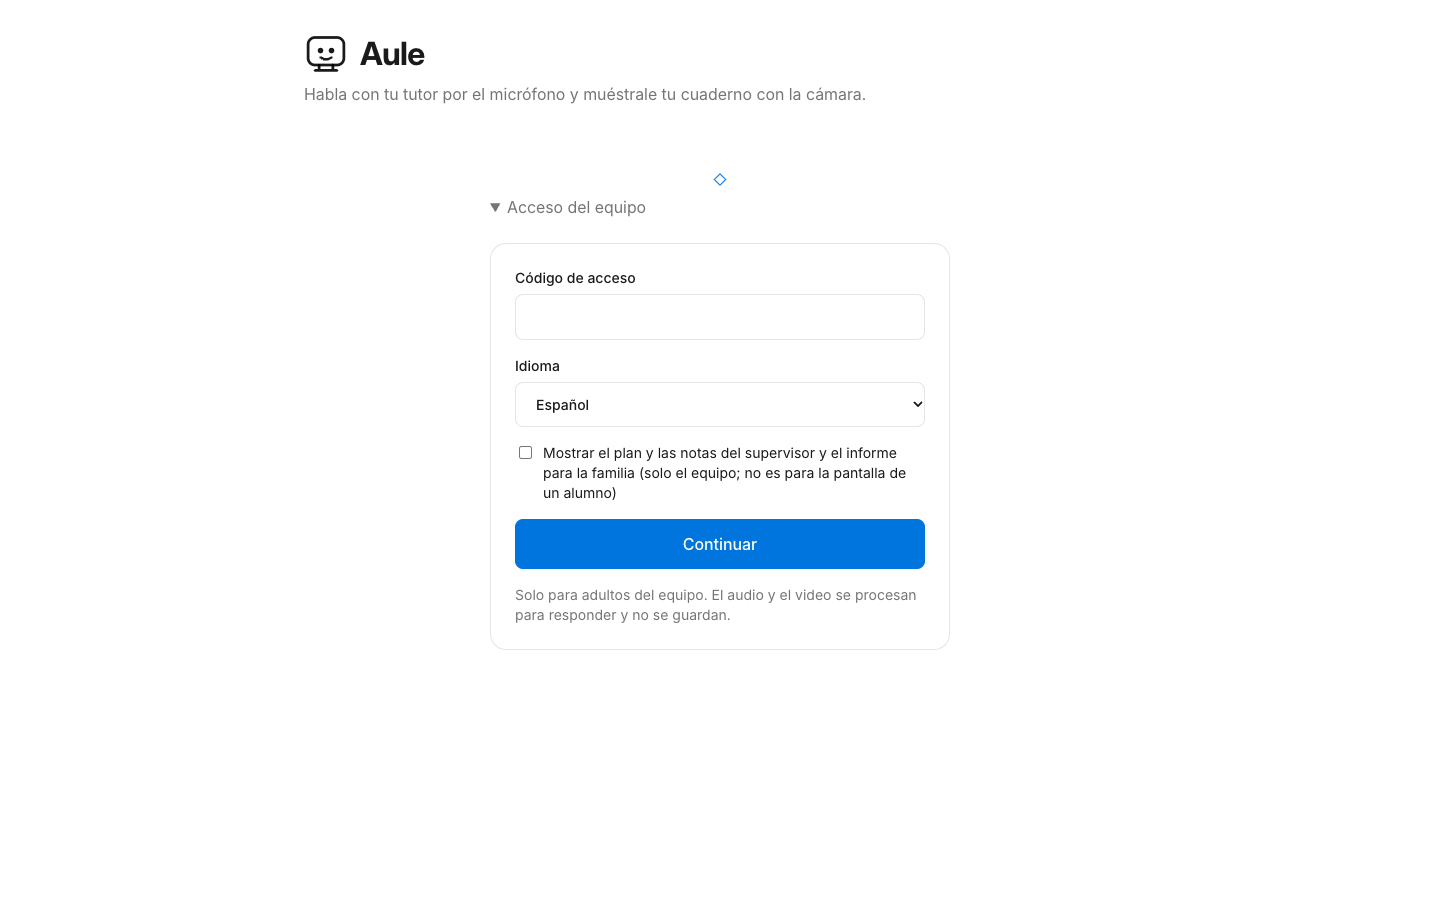 Aule
Habla con tu tutor por el micrófono y muéstrale tu cuaderno con la cámara.
Acceso del equipo
Código de acceso
Idioma
Español
Mostrar el plan y las notas del supervisor y el informe
para la familia (solo el equipo; no es para la pantalla de
un alumno)
Continuar
Solo para adultos del equipo. El audio y el video se procesan
para responder y no se guardan.